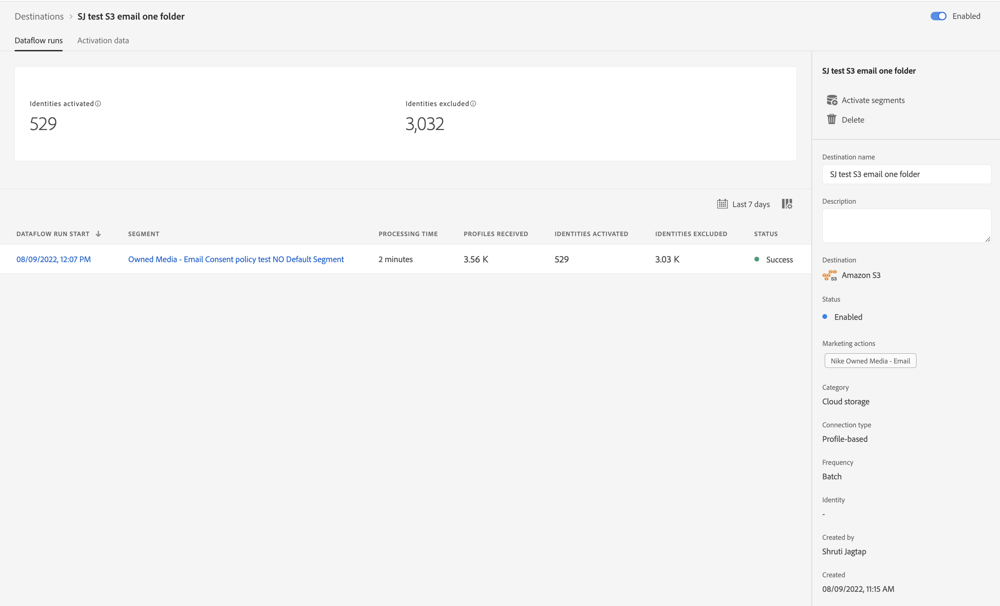 Destinations > SJ test S3 email one folder
Enabled
Dataflow runs Activation data
Identities activated
529
Identities excluded
3,032
Last 7 days
DATAFLOW RUN START SEGMENT PROCESSING TIME PROFILES RECEIVED IDENTITIES ACTIVATED IDENTITIES EXCLUDED STATUS
08/09/2022, 12:07 PM Owned Media - Email Consent policy test NO Default Segment 2 minutes 3.56 K 529 3.03 K Success
SJ test S3 email one folder
Activate segments
Delete
Destination name
SJ test S3 email one folder
Description
Destination
S3 Amazon S3
Status
Enabled
Marketing actions
Nike Owned Media - Email
Category
Cloud storage
Connection type
Profile-based
Frequency
Batch
Identity
-
Created by
Shruti Jagtap
Created
08/09/2022, 11:15 AM